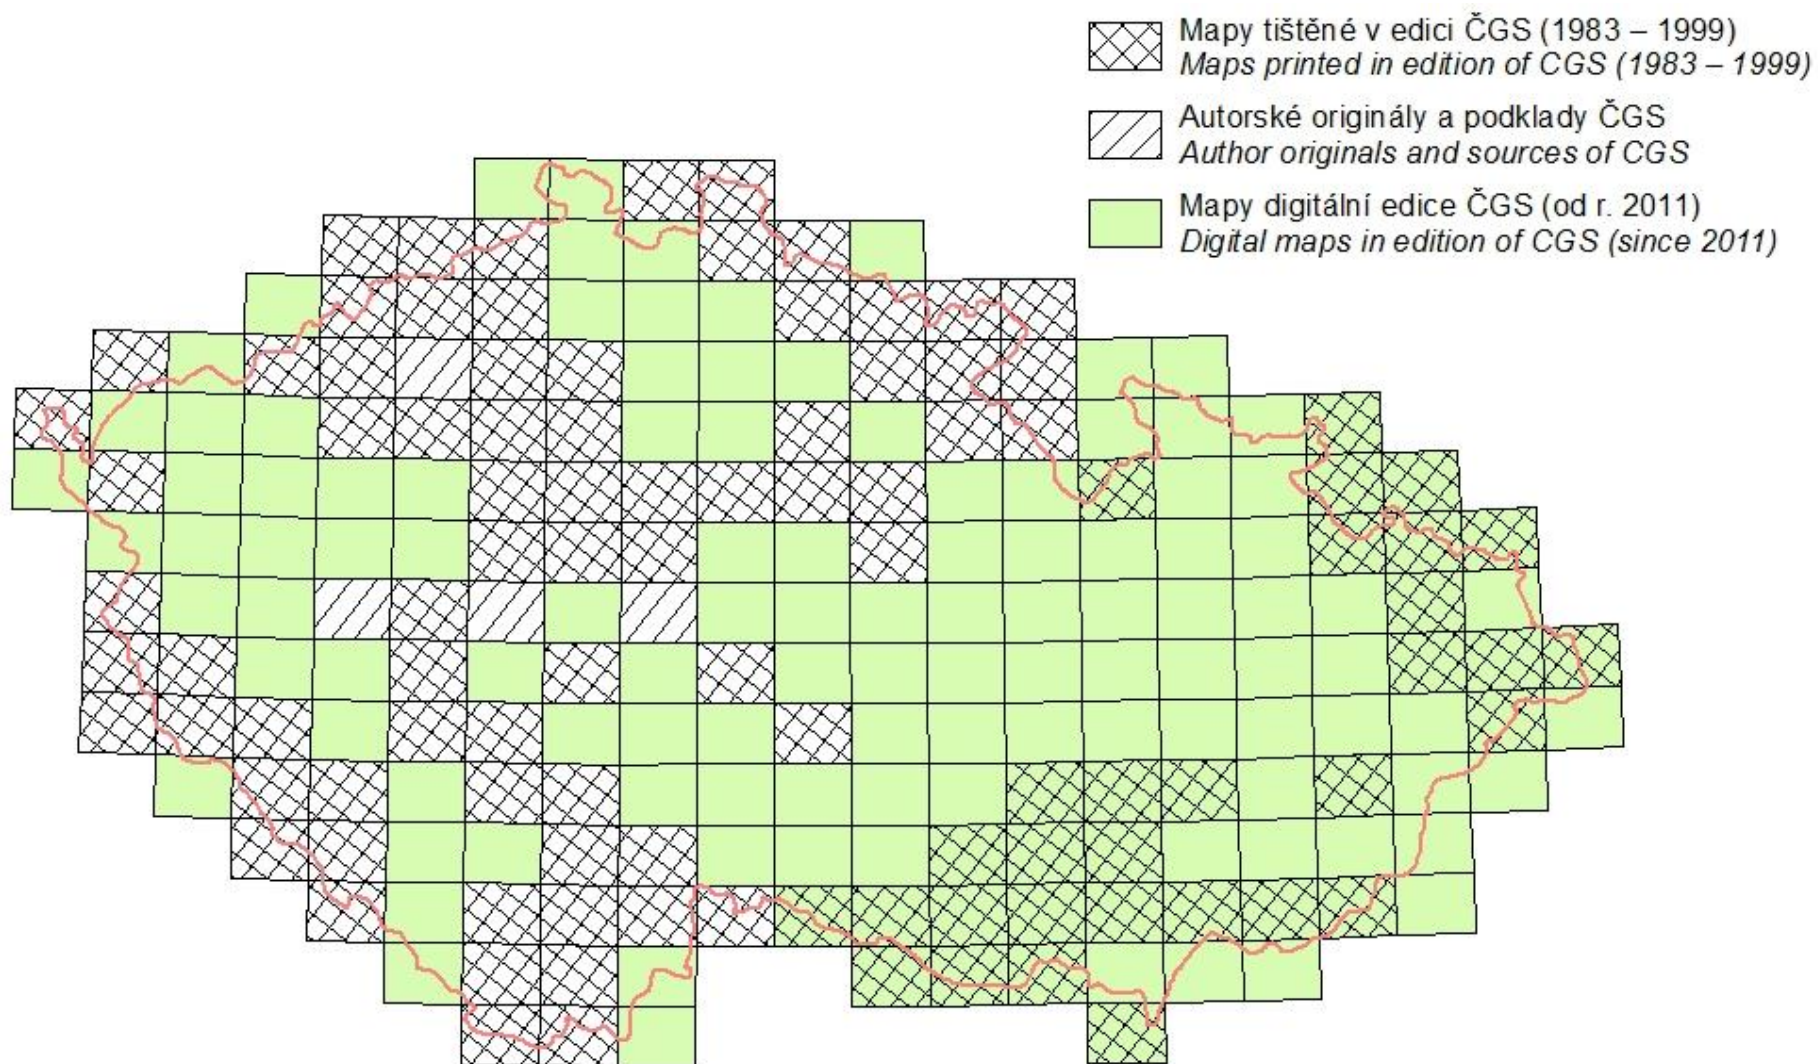 Mapy tištěné v edici ČGS (1983 – 1999)
Maps printed in edition of CGS (1983 – 1999)
Autorské originály a podklady ČGS
Author originals and sources of CGS
Mapy digitální edice ČGS (od r. 2011)
Digital maps in edition of CGS (since 2011)